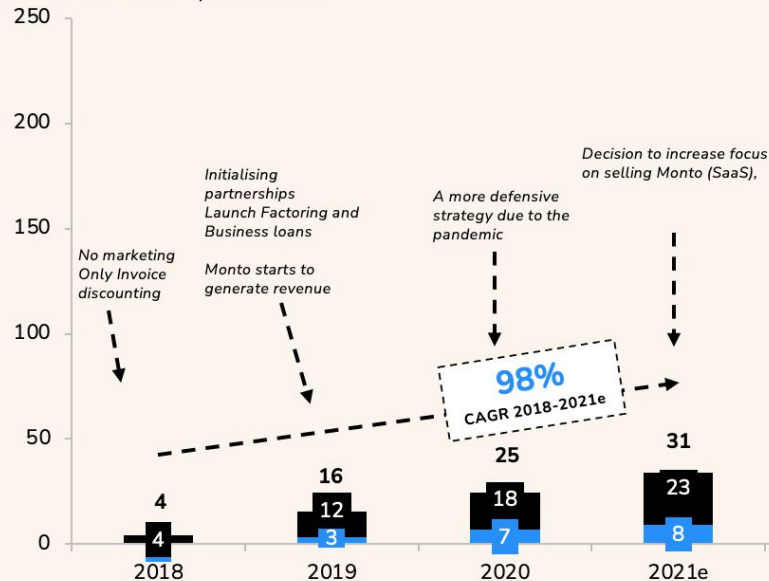 250
200
150
100
50
0
No marketing
Only Invoice
discounting
Initialising
partnerships
Launch Factoring and
Business loans
Monto starts to
generate revenue
A more defensive
strategy due to the
pandemic
Decision to increase focus
on selling Monto (SaaS),
98%
CAGR 2018-2021e
4
16
25
31
4
12
18
23
3
7
8
2018
2019
2020
2021e